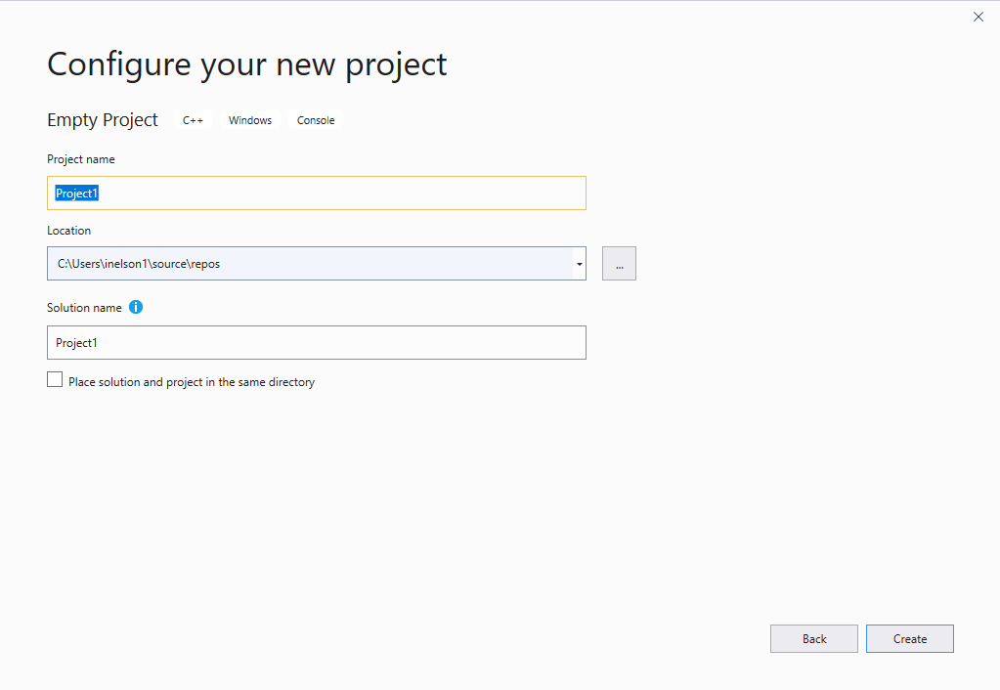 Configure your new project
Empty Project C++ Windows Console
Project name
Project1
Location
C:\Users\inelson1\source\repos
...
Solution name
Project1
Place solution and project in the same directory
Back Create